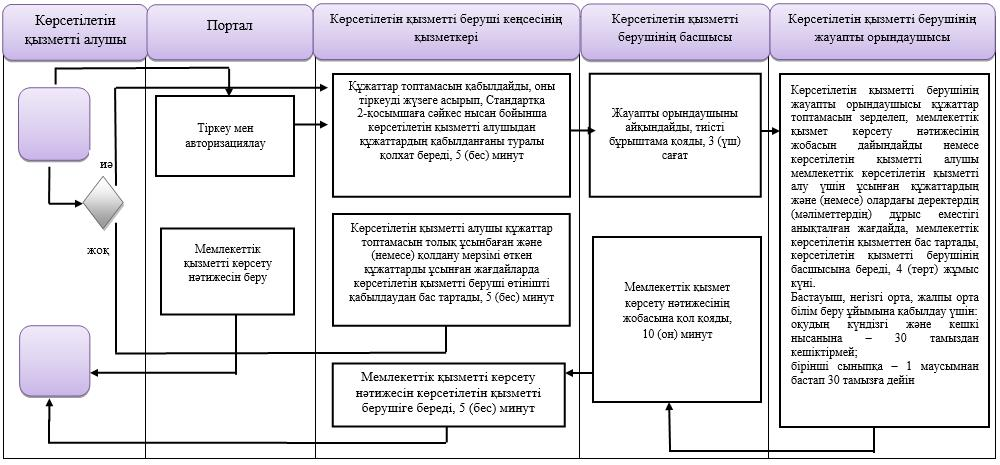 Көрсетілетін
қызметті алушы
Портал
Көрсетілетін қызметті беруші кеңсесінің
қызметкері
Көрсетілетін қызметті
берушінің басшысы
Көрсетілетін қызметті берушінің
жауапты орындаушысы
иә
жоқ
Тіркеу мен
авторизациялау
Мемлекеттік
қызметті көрсету
нәтижесін беру
Құжаттар топтамасын қабылдайды, оны
тіркеуді жүзеге асырып, Стандартқа
2-қосымшаға сәйкес нысан бойынша
көрсетілетін қызметті алушыдан
құжаттардың қабылданғаны туралы
қолхат береді, 5 (бес) минут
Көрсетілетін қызметті алушы құжаттар
топтамасын толық ұсынбаған және
(немесе) қолдану мерзімі өткен
құжаттарды ұсынған жағдайларда
көрсетілетін қызметті беруші өтінішті
қабылдаудан бас тартады, 5 (бес) минут
Мемлекеттік қызметті көрсету
нәтижесін көрсетілетін қызметті
берушіге береді, 5 (бес) минут
Жауапты орындаушыны
айқындайды, тиісті
бұрыштама қояды, 3 (үш)
сағат
Мемлекеттік қызмет
көрсету нәтижесінің
жобасына қол қояды,
10 (он) минут
Көрсетілетін қызметті берушінің
жауапты орындаушысы құжаттар
топтамасын зерделеп, мемлекеттік
қызмет көрсету нәтижесінің
жобасын дайындайды немесе
көрсетілетін қызметті алушы
мемлекеттік көрсетілетін қызметті
алу үшін ұсынған құжаттардың
және (немесе) олардағы деректердің
(мәліметтердің) дұрыс еместігі
анықталған жағдайда, мемлекеттік
көрсетілетін қызметтен бас тартады,
көрсетілетін қызметті берушінің
басшысына береді, 4 (төрт) жұмыс
күні.
Бастауыш, негізгі орта, жалпы орта
білім беру ұйымына қабылдау үшін:
оқудың күндізгі және кешкі
нысанына – 30 тамыздан
кешіктірмей;
бірінші сыныпқа – 1 маусымнан
бастап 30 тамызға дейін